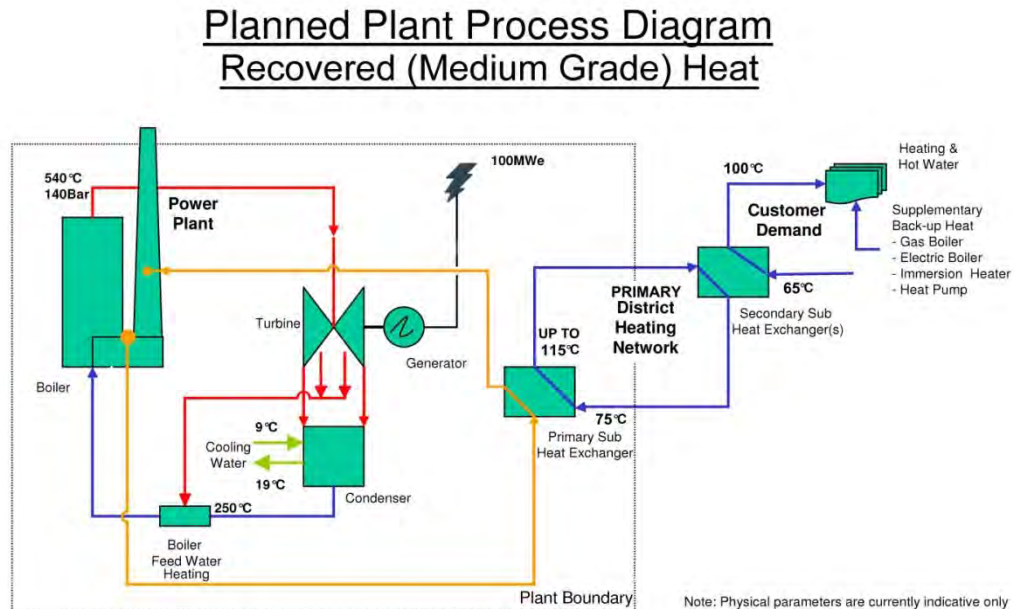 Planned Plant Process Diagram
Recovered (Medium Grade) Heat
540°C
140Bar
Power
Plant
100MWe
100°C
Heating &
Hot Water
Customer
Demand
Supplementary
Back-up Heat
- Gas Boiler
- Electric Boiler
- Immersion Heater
- Heat Pump
65°C
Secondary Sub
Heat Exchanger(s)
PRIMARY
District
Heating
Network
UP TO
115°C
Turbine
Generator
Boiler
75°C
Primary Sub
Heat Exchanger
9°C
Cooling
Water
19°C
Condenser
250°C
Boiler
Feed Water
Heating
Plant Boundary
Note: Physical parameters are currently indicative only